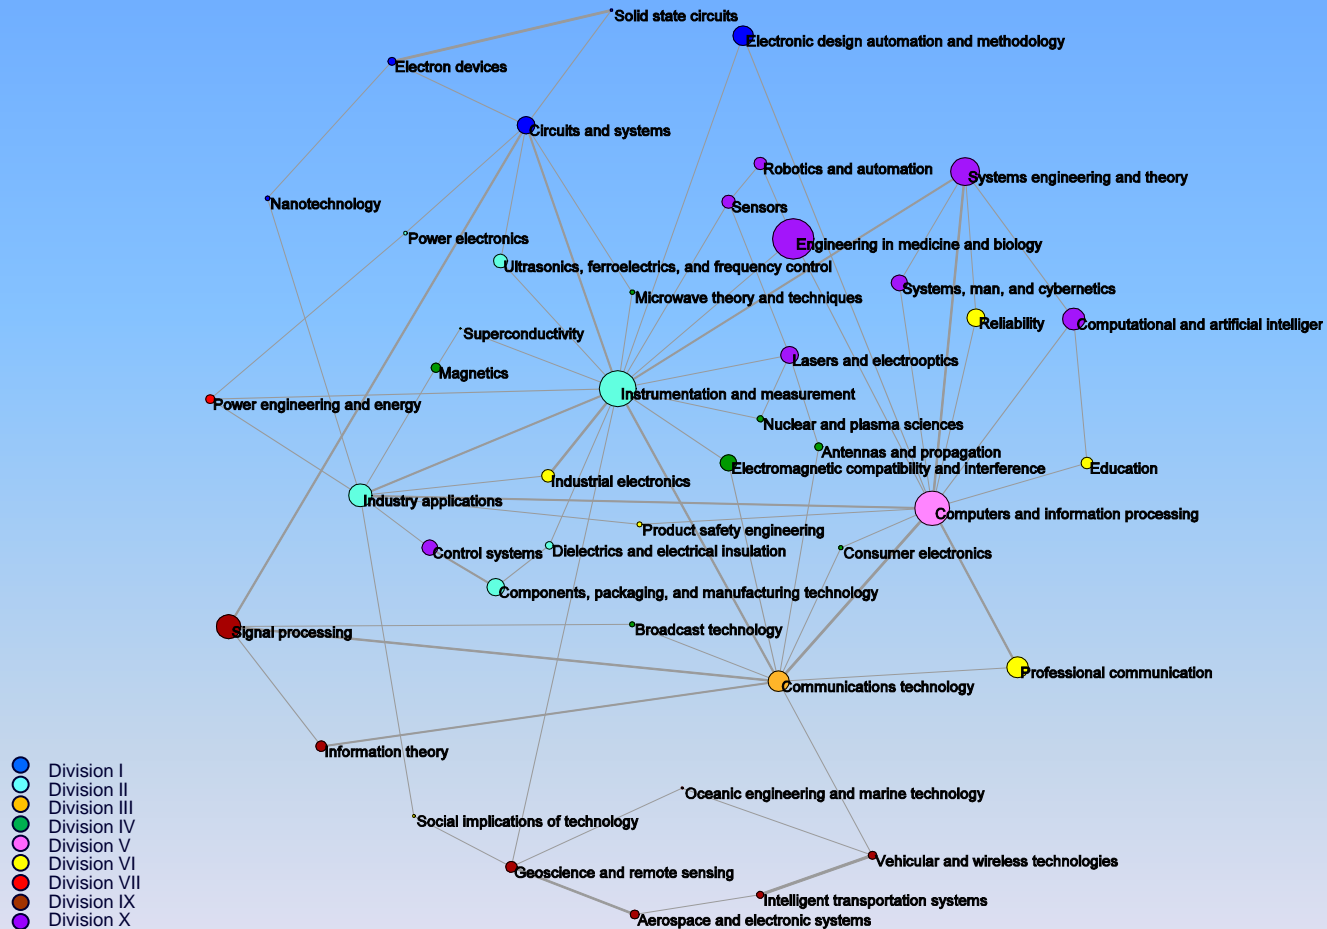 Solid state circuits
Electronic design automation and methodology
Electron devices
Circuits and systems
Robotics and automation
Systems engineering and theory
Nanotechnology
Sensors
Power electronics
Engineering in medicine and biology
Ultrasonics, ferroelectrics, and frequency control
Systems, man, and cybernetics
Microwave theory and techniques
Reliability
Computational and artificial intelliger
Superconductivity
Lasers and electrooptics
Magnetics
Instrumentation and measurement
Power engineering and energy
Nuclear and plasma sciences
Antennas and propagation
Electromagnetic compatibility and interference
Education
Industrial electronics
Industry applications
Computers and information processing
Product safety engineering
Control systems
Dielectrics and electrical insulation
Consumer electronics
Components, packaging, and manufacturing technology
Signal processing
Broadcast technology
Professional communication
Communications technology
Information theory
Oceanic engineering and marine technology
Social implications of technology
Vehicular and wireless technologies
Geoscience and remote sensing
Intelligent transportation systems
Aerospace and electronic systems
Division I
Division II
Division III
Division IV
Division V
Division VI
Division VII
Division IX
Division X